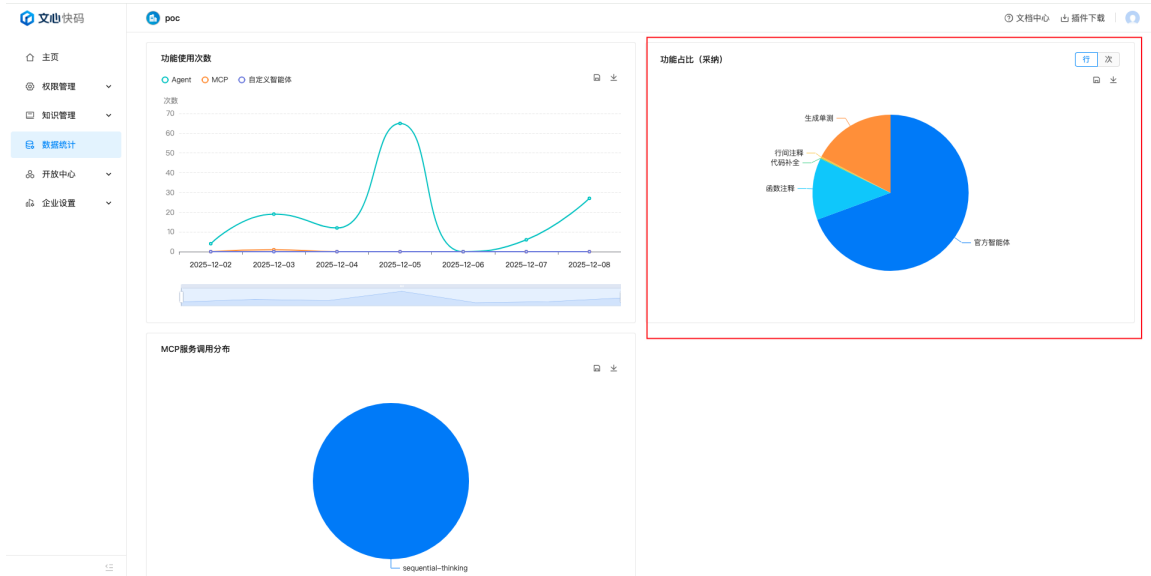 文心快码
poc
文档中心
插件下载
主页
权限管理
知识管理
数据统计
开放中心
企业设置
功能使用次数
Agent
MCP
自定义智能体
次数
70
60
50
40
30
20
10
0
2025-12-02
2025-12-03
2025-12-04
2025-12-05
2025-12-06
2025-12-07
2025-12-08
功能占比（采纳）
行
次
生成单测
行间注释
代码补全
函数注释
官方智能体
MCP服务调用分布
sequential-thinking